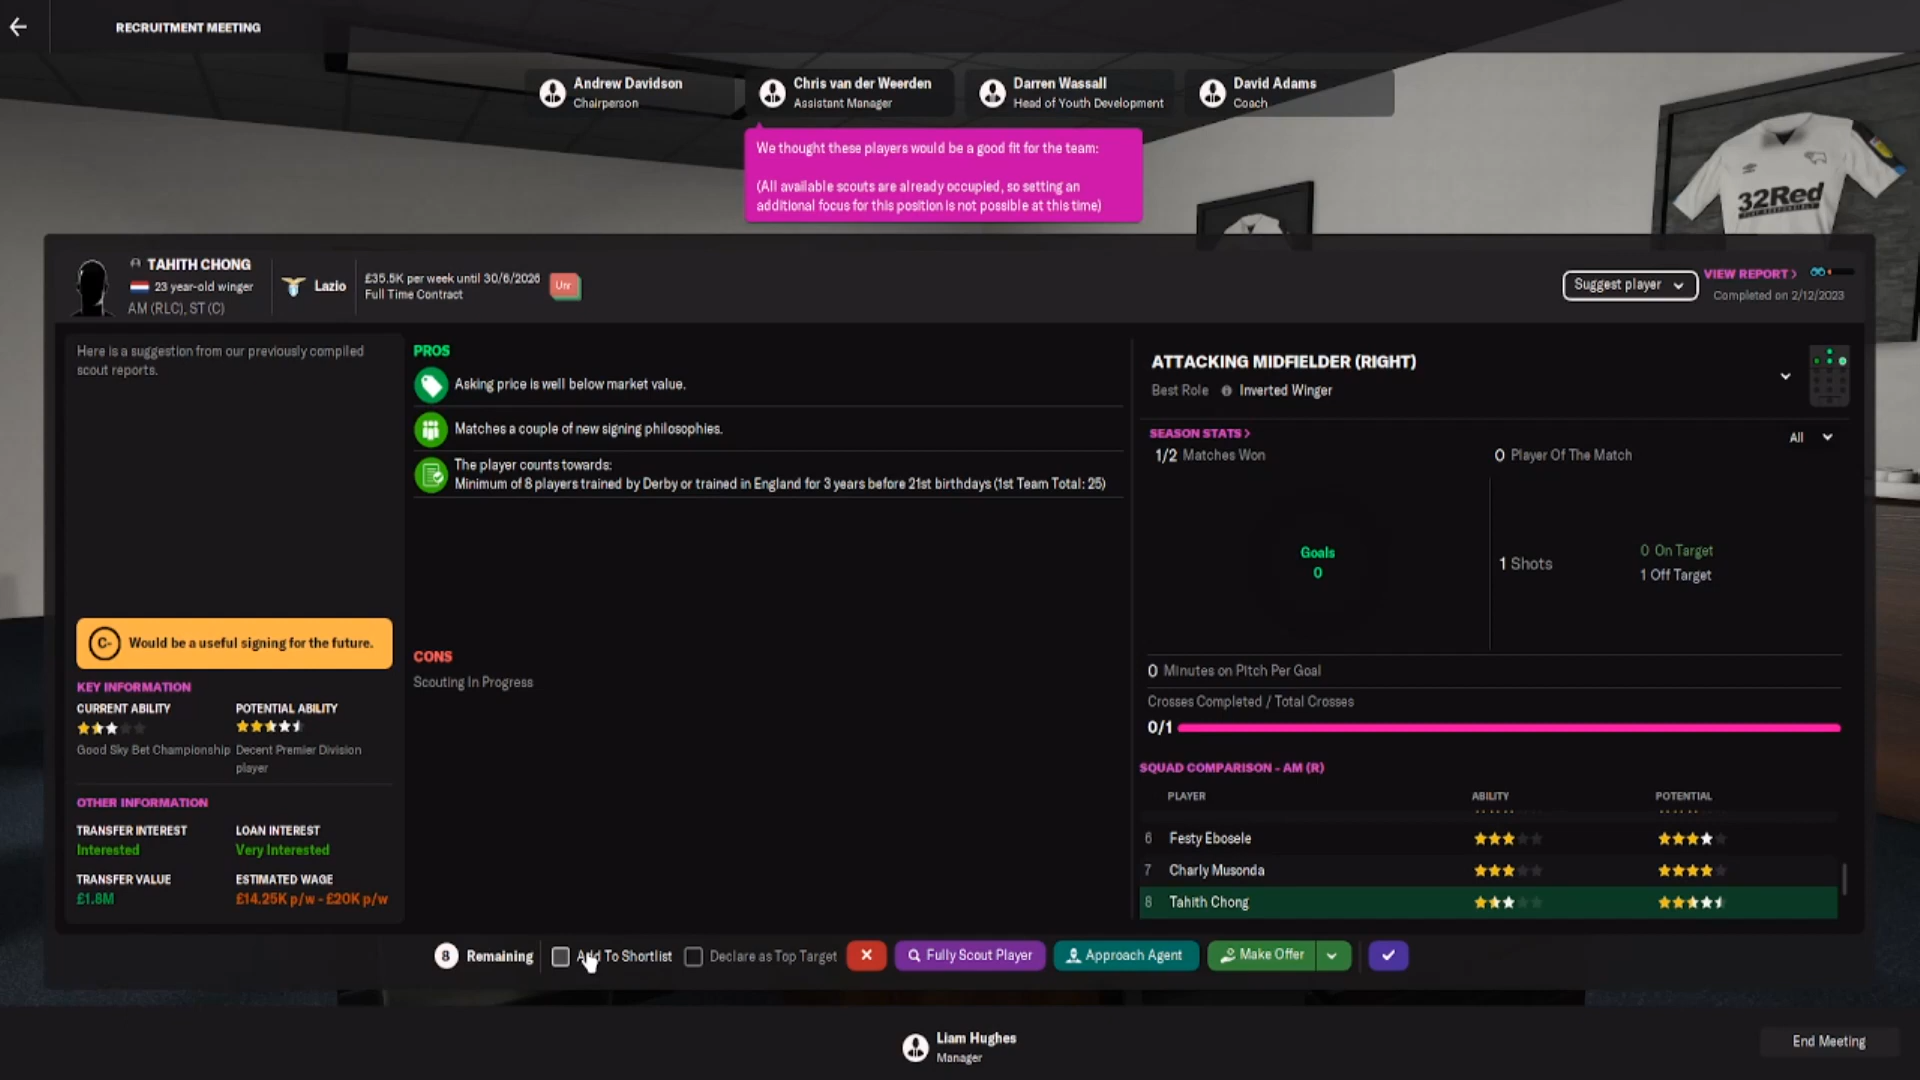 RECRUITMENT MEETING
Andrew Davidson
Chairperson
Chris van der Weerden
Assistant Manager
Darren Wassall
Head of Youth Development
David Adams
Coach
We thought these players would be a good fit for the team:
(All available scouts are already occupied, so setting an
additional focus for this position is not possible at this time)
32Red
TAHITH CHONG
23 year-old winger
AM (RLC), ST (C)
Lazio
£35.5K per week until 30/6/2026
Full Time Contract
Unr
Suggest player
VIEW REPORT >
Completed on 2/12/2023
Here is a suggestion from our previously compiled
scout reports.
C- Would be a useful signing for the future.
KEY INFORMATION
CURRENT ABILITY
POTENTIAL ABILITY
Good Sky Bet Championship
Decent Premier Division
player
OTHER INFORMATION
TRANSFER INTEREST
LOAN INTEREST
Interested
Very Interested
TRANSFER VALUE
ESTIMATED WAGE
£1.8M
£14.25K p/w - £20K p/w
PROS
Asking price is well below market value.
Matches a couple of new signing philosophies.
The player counts towards:
Minimum of 8 players trained by Derby or trained in England for 3 years before 21st birthdays (1st Team Total: 25)
CONS
Scouting In Progress
ATTACKING MIDFIELDER (RIGHT)
Best Role Inverted Winger
SEASON STATS >
All
1/2 Matches Won
0 Player Of The Match
Goals
0
1 Shots
0 On Target
1 Off Target
0 Minutes on Pitch Per Goal
Crosses Completed / Total Crosses
0/1
SQUAD COMPARISON - AM (R)
PLAYER ABILITY POTENTIAL
6 Festy Ebosele
7 Charly Musonda
8 Tahith Chong
8 Remaining
Add To Shortlist
Declare as Top Target
Fully Scout Player
Approach Agent
Make Offer
Liam Hughes
Manager
End Meeting